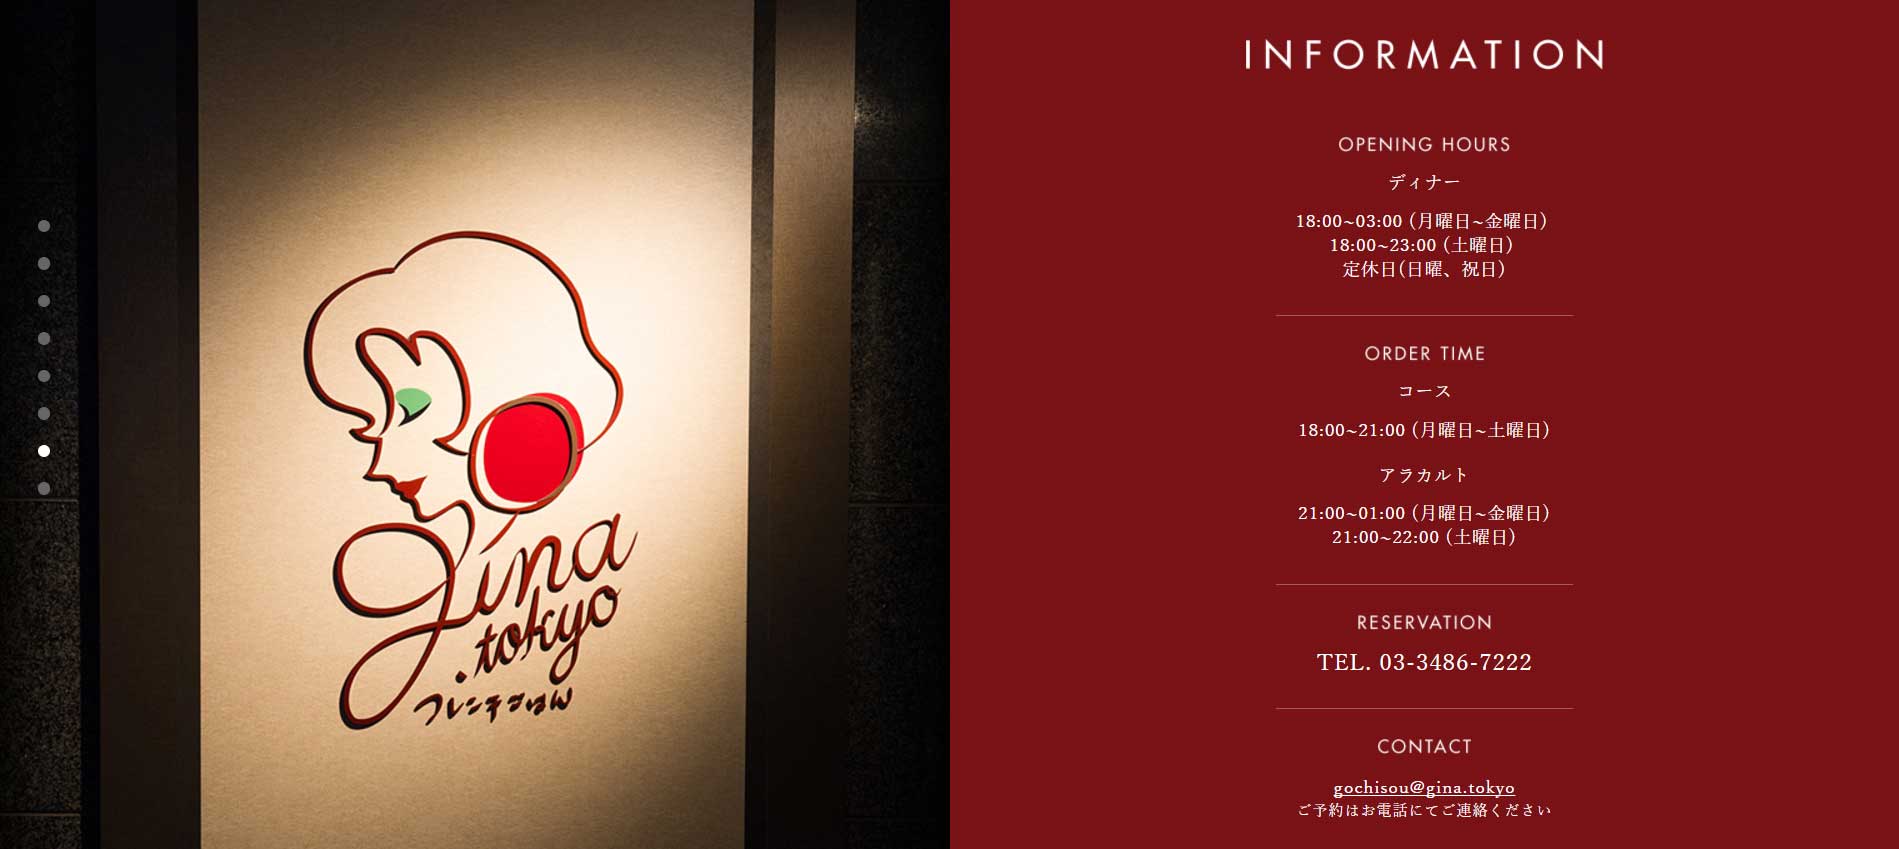 gina
.tokyo
フレンチごはん
INFORMATION
OPENING HOURS
ディナー
18:00~03:00 (月曜日~金曜日)
18:00~23:00 (土曜日)
定休日(日曜、祝日)
ORDER TIME
コース
18:00~21:00 (月曜日~土曜日)
アラカルト
21:00~01:00 (月曜日~金曜日)
21:00~22:00 (土曜日)
RESERVATION
TEL. 03-3486-7222
CONTACT
gochisou@gina.tokyo
ご予約はお電話にてご連絡ください